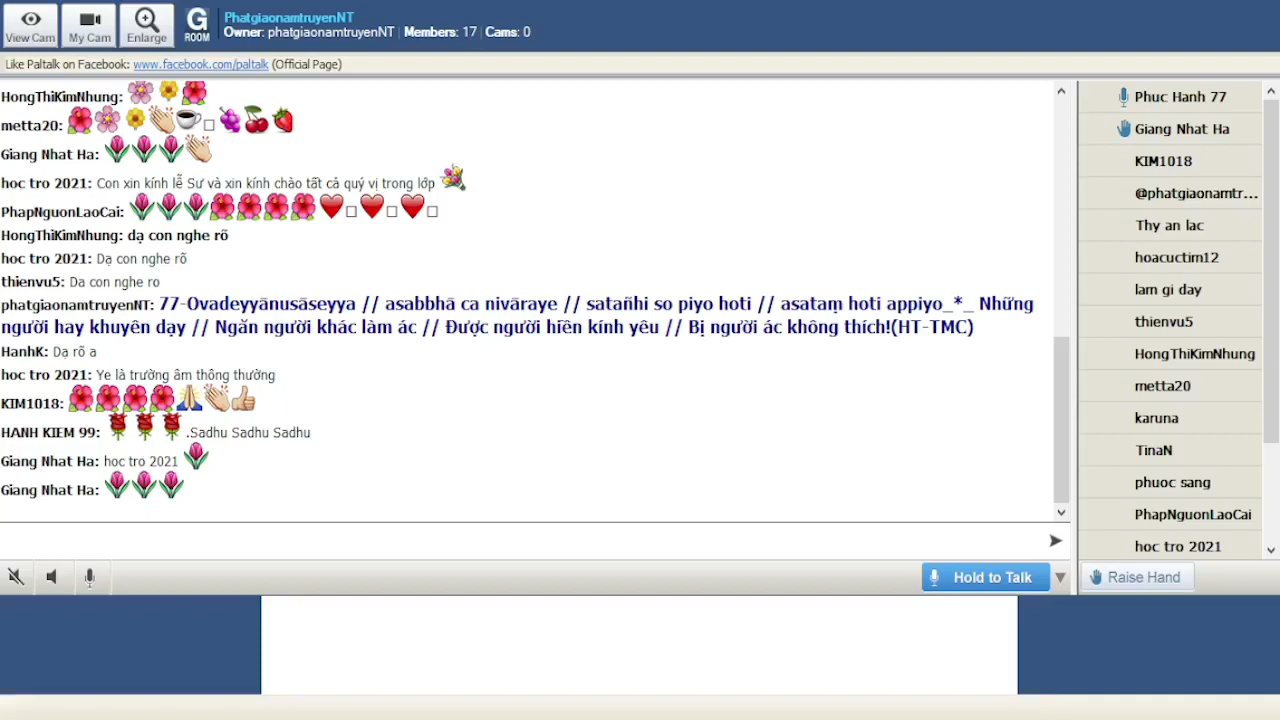 View Cam
My Cam
Enlarge
G
ROOM
PhatgiaonamtruyenNT
Owner: phatgiaonamtruyenNT | Members: 17 | Cams: 0
Like Paltalk on Facebook: www.facebook.com/paltalk (Official Page)
HongThiKimNhung:
metta20:
Giang Nhat Ha:
hoc tro 2021: Con xin kính lễ Sư và xin kính chào tất cả quý vị trong lớp
PhapNguonLaoCai:
HongThiKimNhung: dạ con nghe rõ
hoc tro 2021: Dạ con nghe rõ
thienvu5: Da con nghe ro
phatgiaonamtruyenNT: 77-Ovadeyyānusāseyya // asabbhā ca nivāraye // satañhi so piyo hoti // asataṃ hoti appiyo_*_ Những
người hay khuyên dạy // Ngăn người khác làm ác // Được người hiền kính yêu // Bị người ác không thích!(HT-TMC)
HanhK: Dạ rõ a
hoc tro 2021: Ye là trường âm thông thường
KIM1018:
HANH KIEM 99: .Sadhu Sadhu Sadhu
Giang Nhat Ha: hoc tro 2021
Giang Nhat Ha:
Hold to Talk
Phuc Hanh 77
Giang Nhat Ha
KIM1018
@phatgiaonamtr...
Thy an lac
hoacuctim12
lam gi day
thienvu5
HongThiKimNhung
metta20
karuna
TinaN
phuoc sang
PhapNguonLaoCai
hoc tro 2021
Raise Hand